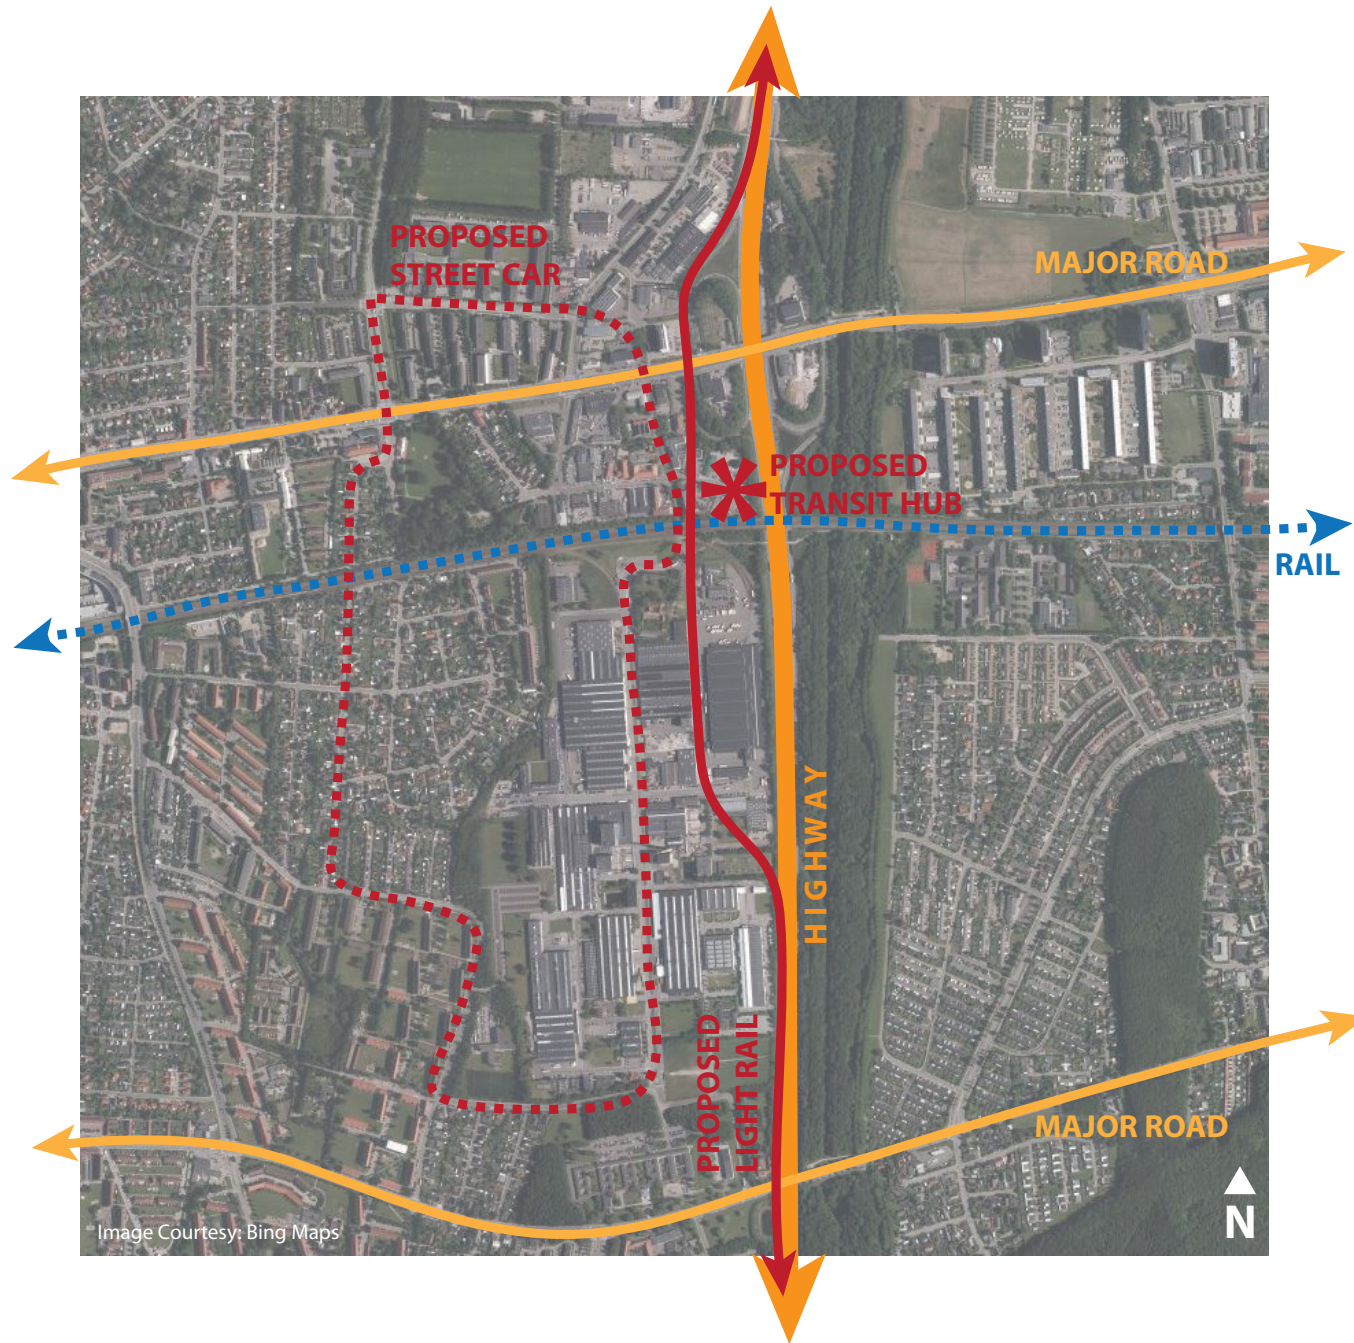 PROPOSED
STREET CAR
MAJOR ROAD
PROPOSED
TRANSIT HUB
RAIL
HIGHWAY
PROPOSED
LIGHT RAIL
MAJOR ROAD
N
Image Courtesy: Bing Maps